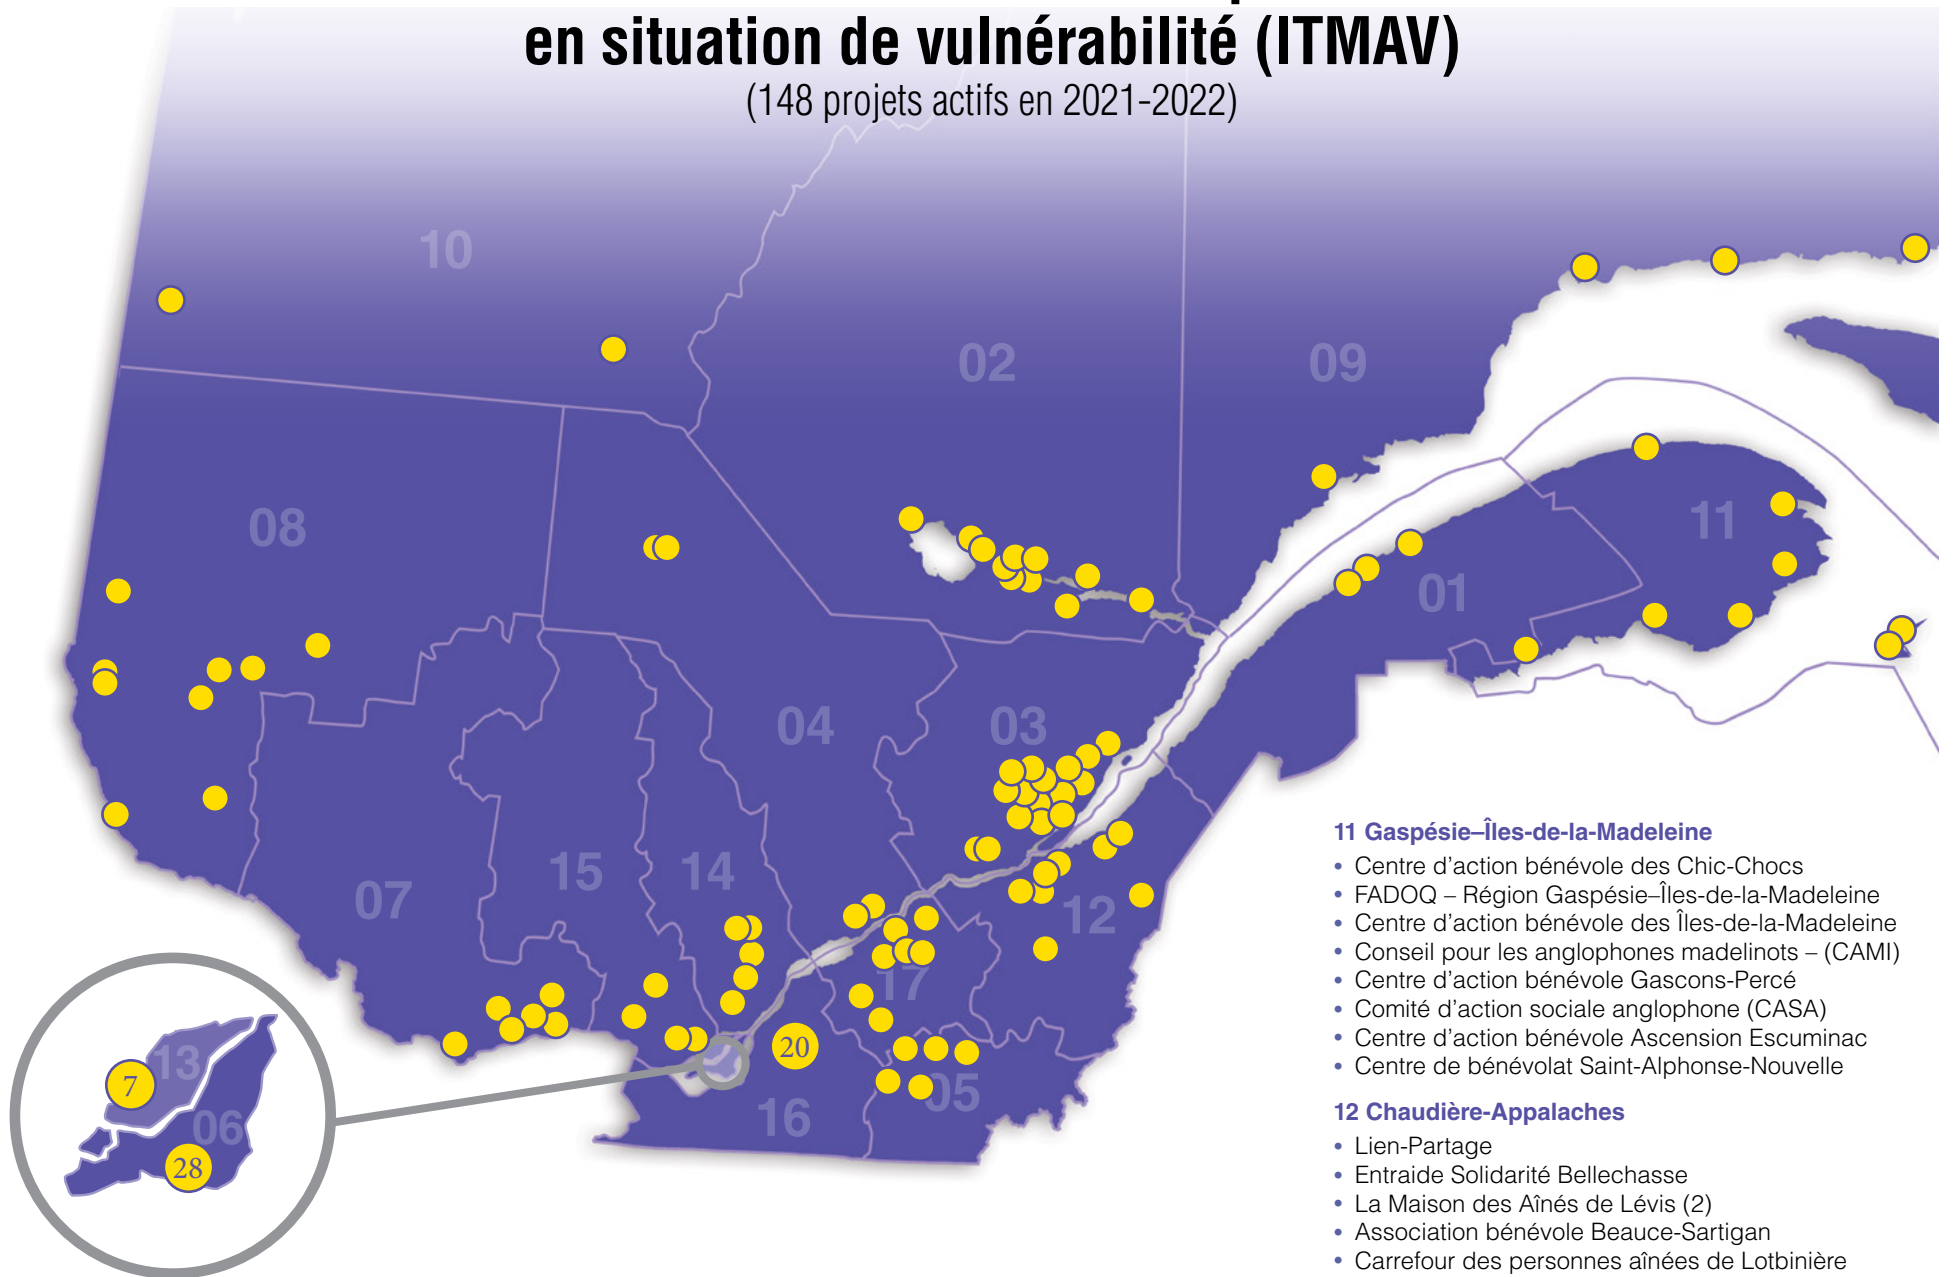 en situation de vulnérabilité (ITMAV)
(148 projets actifs en 2021-2022)
10
02
09
08
11
01
04
03
15
14
07
12
17
13
7
20
06
05
16
28
11 Gaspésie–Îles-de-la-Madeleine
• Centre d’action bénévole des Chic-Chocs
• FADOQ – Région Gaspésie–Îles-de-la-Madeleine
• Centre d’action bénévole des Îles-de-la-Madeleine
• Conseil pour les anglophones madelinots – (CAMI)
• Centre d’action bénévole Gascons-Percé
• Comité d’action sociale anglophone (CASA)
• Centre d’action bénévole Ascension Escuminac
• Centre de bénévolat Saint-Alphonse-Nouvelle
12 Chaudière-Appalaches
• Lien-Partage
• Entraide Solidarité Bellechasse
• La Maison des Aînés de Lévis (2)
• Association bénévole Beauce-Sartigan
• Carrefour des personnes aînées de Lotbinière